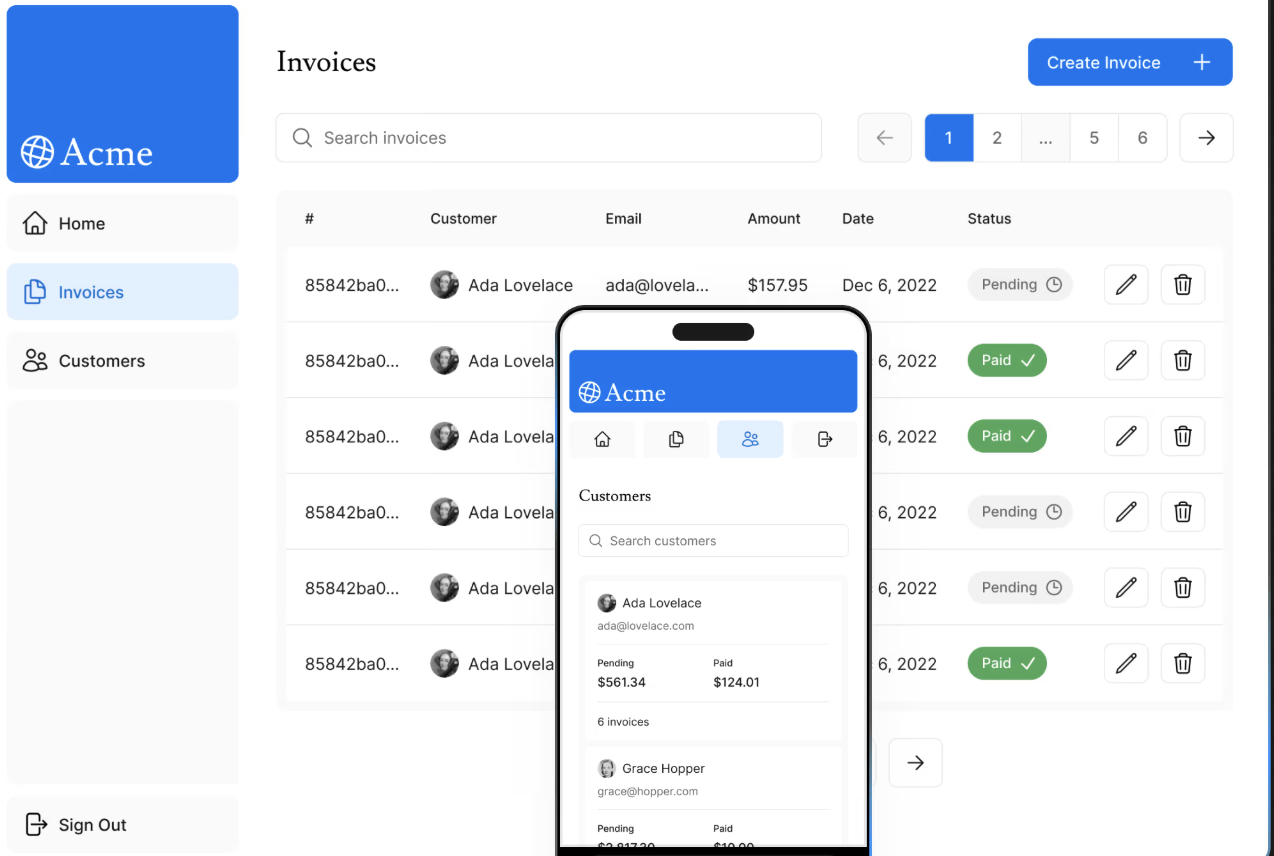 Acme
Home
Invoices
Customers
Sign Out
Invoices
Create Invoice
Search invoices
1 2 ... 5 6
# Customer Email Amount Date Status
85842ba0... Ada Lovelace ada@lovela... $157.95 Dec 6, 2022 Pending
85842ba0... Ada Lovela 6, 2022 Paid
85842ba0... Ada Lovela 6, 2022 Paid
85842ba0... Ada Lovela 6, 2022 Pending
85842ba0... Ada Lovela 6, 2022 Pending
85842ba0... Ada Lovela 6, 2022 Paid
Acme
Customers
Search customers
Ada Lovelace
ada@lovelace.com
Pending Paid
$561.34 $124.01
6 invoices
Grace Hopper
grace@hopper.com
Pending Paid